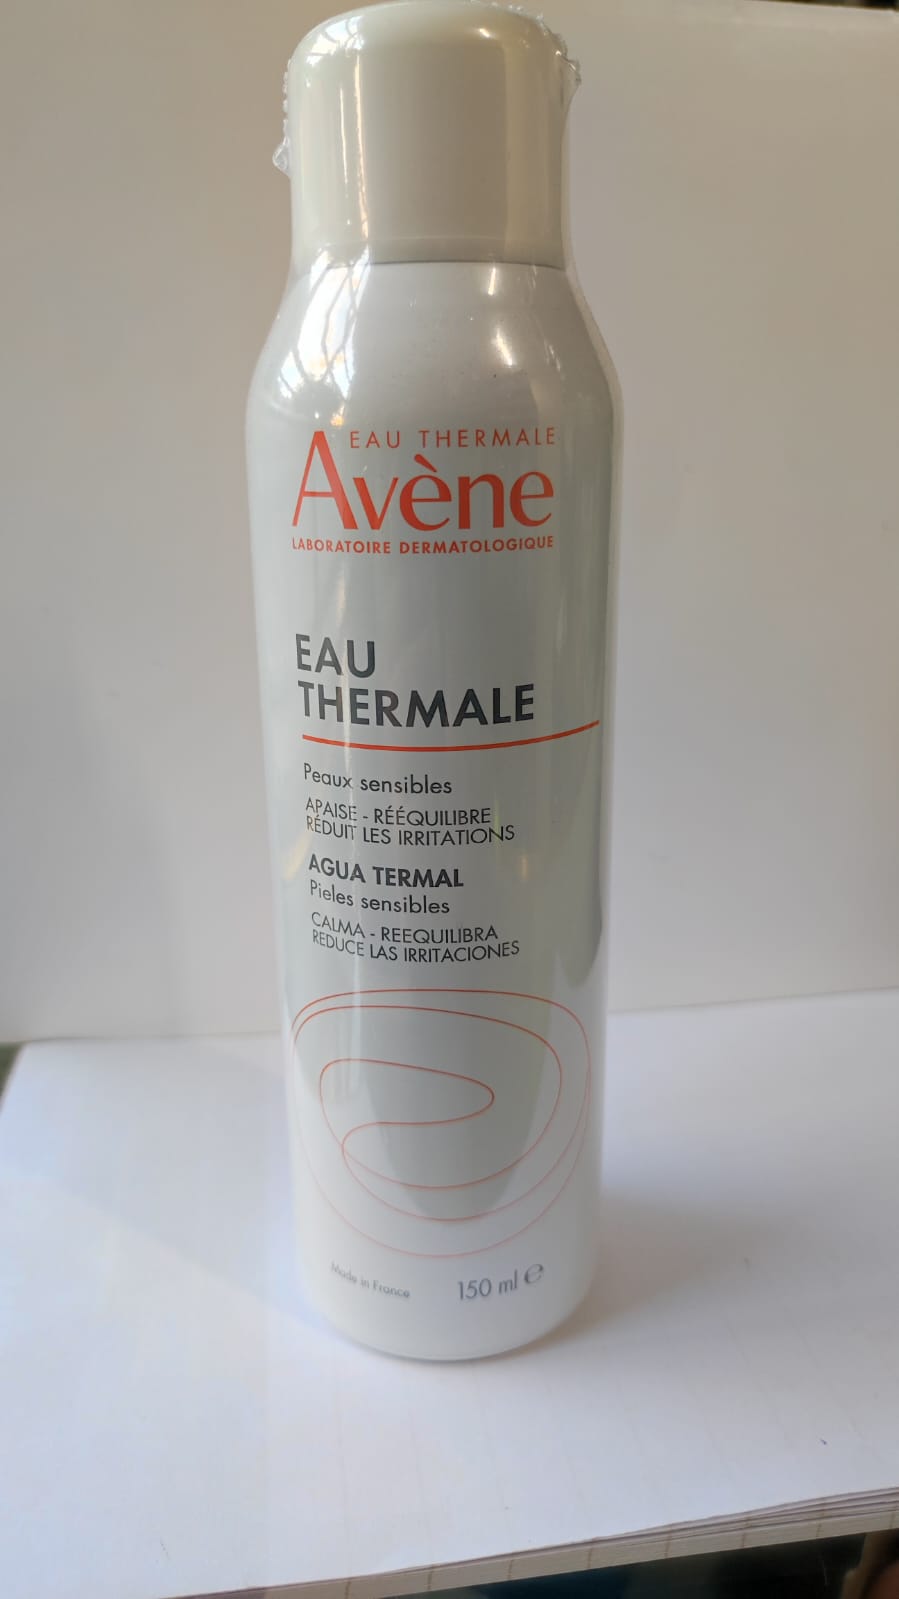 EAU THERMALE
Avène
LABORATOIRE DERMATOLOGIQUE
EAU
THERMALE
Peaux sensibles
APAISE - RÉÉQUILIBRE
RÉDUIT LES IRRITATIONS
AGUA TERMAL
Pieles sensibles
CALMA - REEQUILIBRA
REDUCE LAS IRRITACIONES
Made in France
150 ml ℮